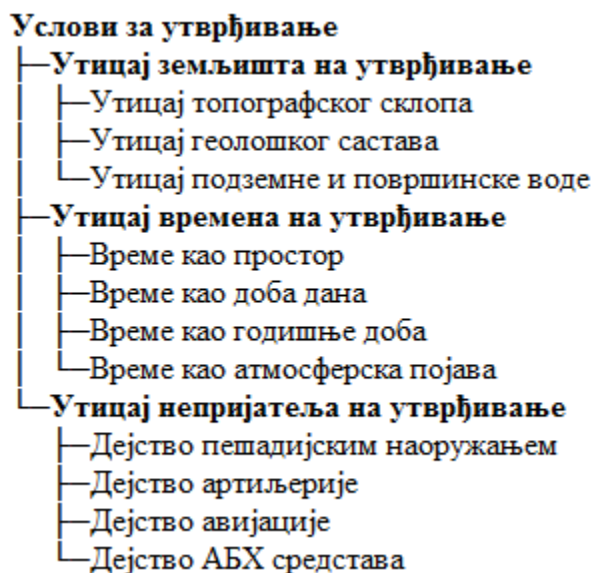 Услови за утврђивање
Утицај земљишта на утврђивање
Утицај топографског склопа
Утицај геолошког састава
Утицај подземне и површинске воде
Утицај времена на утврђивање
Време као простор
Време као доба дана
Време као годишње доба
Време као атмосферска појава
Утицај непријатеља на утврђивање
Дејство пешадијским наоружањем
Дејство артиљерије
Дејство авијације
Дејство АБХ средстава